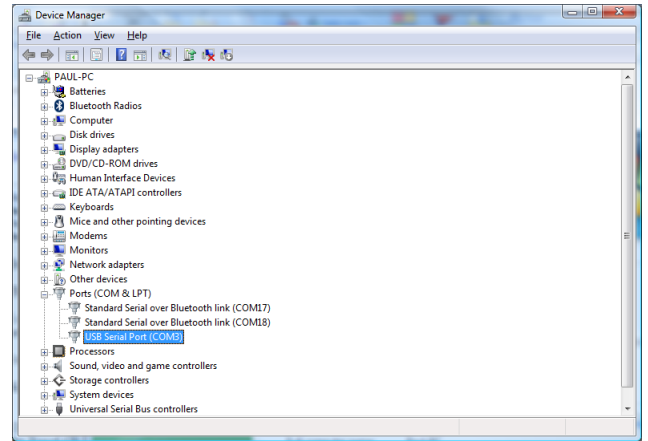 Device Manager
File Action View Help
PAUL-PC
Batteries
Bluetooth Radios
Computer
Disk drives
Display adapters
DVD/CD-ROM drives
Human Interface Devices
IDE ATA/ATAPI controllers
Keyboards
Mice and other pointing devices
Modems
Monitors
Network adapters
Other devices
Ports (COM & LPT)
Standard Serial over Bluetooth link (COM17)
Standard Serial over Bluetooth link (COM18)
USB Serial Port (COM3)
Processors
Sound, video and game controllers
Storage controllers
System devices
Universal Serial Bus controllers